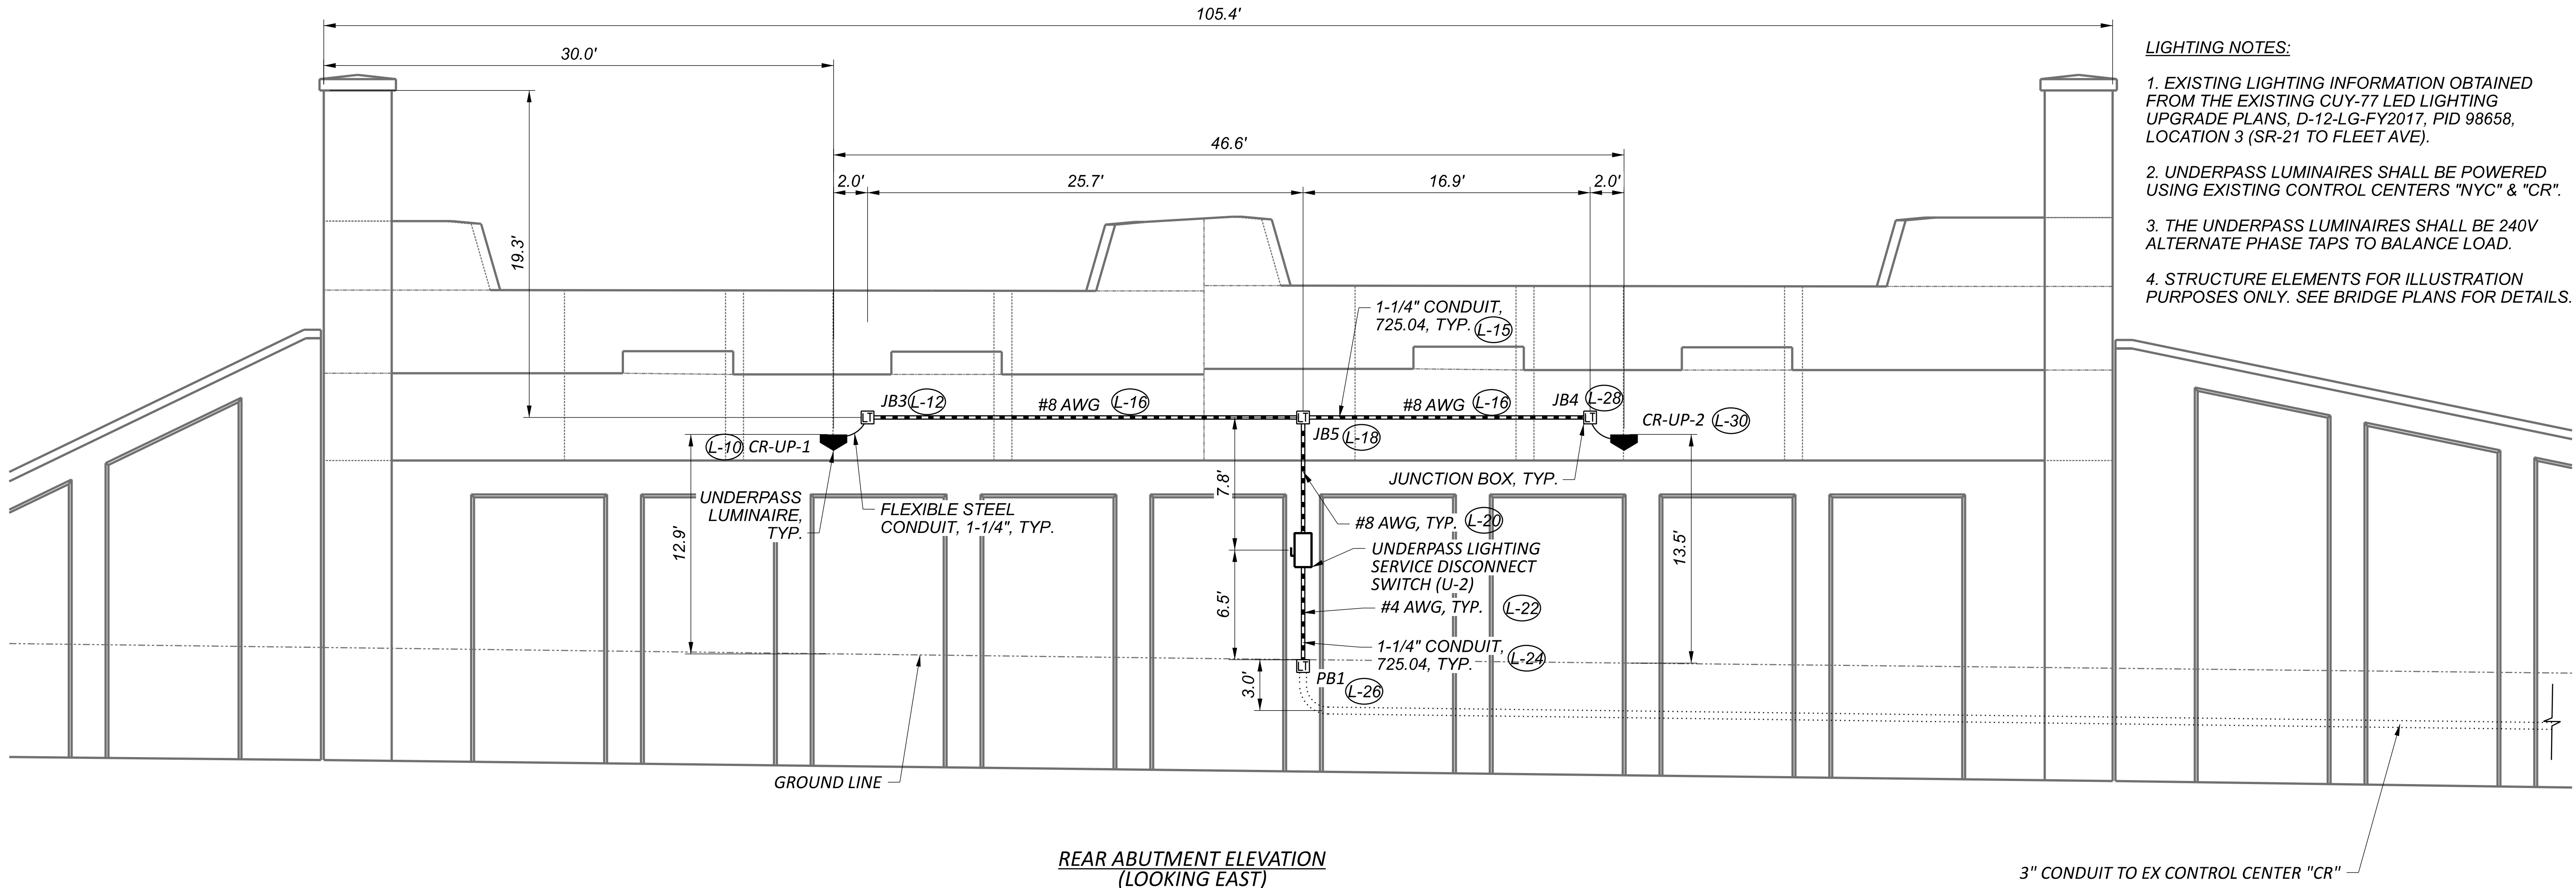 105.4'
30.0'
46.6'
2.0'
25.7'
16.9'
2.0'
19.3'
LIGHTING NOTES:
1. EXISTING LIGHTING INFORMATION OBTAINED
FROM THE EXISTING CUY-77 LED LIGHTING
UPGRADE PLANS, D-12-LG-FY2017, PID 98658,
LOCATION 3 (SR-21 TO FLEET AVE).
2. UNDERPASS LUMINAIRES SHALL BE POWERED
USING EXISTING CONTROL CENTERS "NYC" & "CR".
3. THE UNDERPASS LUMINAIRES SHALL BE 240V
ALTERNATE PHASE TAPS TO BALANCE LOAD.
4. STRUCTURE ELEMENTS FOR ILLUSTRATION
PURPOSES ONLY. SEE BRIDGE PLANS FOR DETAILS.
1-1/4" CONDUIT,
725.04, TYP. L-15
JB3 L-12
#8 AWG L-16
#8 AWG L-16
JB4 L-28
LT
LT
LT
L-10 CR-UP-1
JB5 L-18
CR-UP-2 L-30
JUNCTION BOX, TYP.
UNDERPASS
LUMINAIRE,
TYP.
FLEXIBLE STEEL
CONDUIT, 1-1/4", TYP.
12.9'
7.8'
6.5'
3.0'
13.5'
#8 AWG, TYP. L-20
UNDERPASS LIGHTING
SERVICE DISCONNECT
SWITCH (U-2)
#4 AWG, TYP. L-22
1-1/4" CONDUIT,
725.04, TYP. L-24
LT
PB1
L-26
GROUND LINE
3" CONDUIT TO EX CONTROL CENTER "CR"
REAR ABUTMENT ELEVATION
(LOOKING EAST)